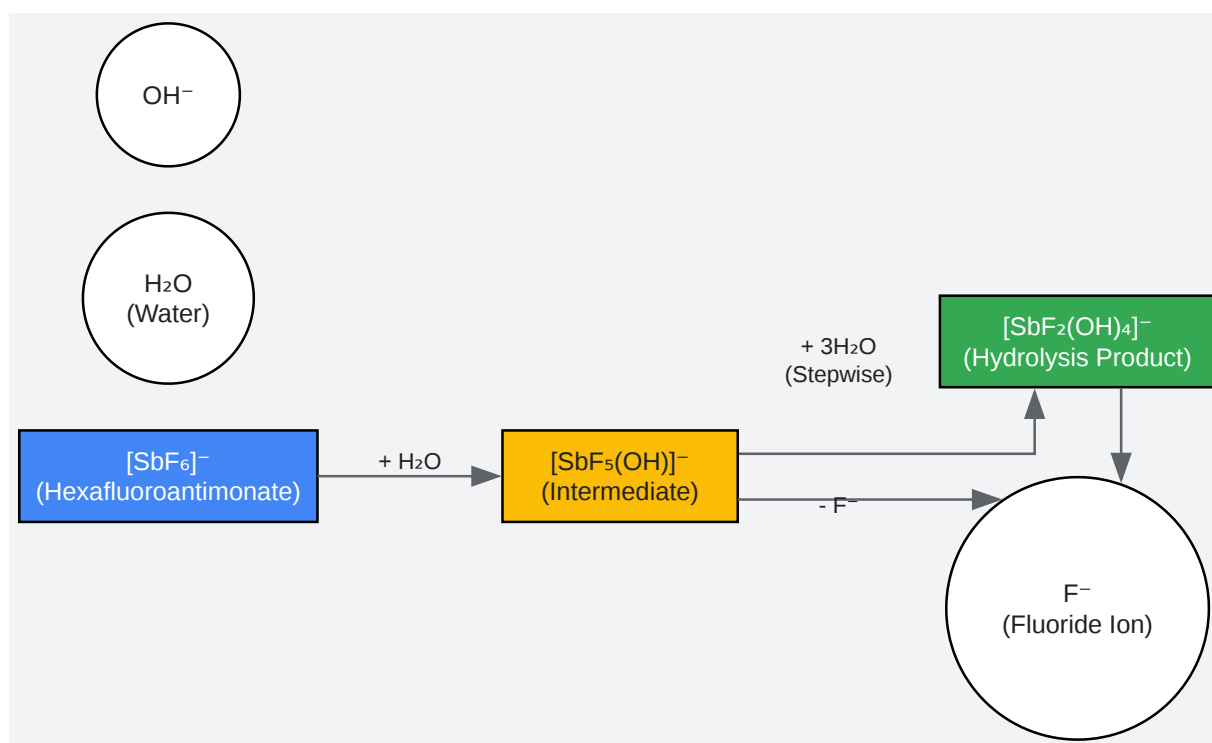 OH⁻
H₂O
(Water)
[SbF₆]⁻
(Hexafluoroantimonate)
+ H₂O
[SbF₅(OH)]⁻
(Intermediate)
+ 3H₂O
(Stepwise)
[SbF₂(OH)₄]⁻
(Hydrolysis Product)
- F⁻
F⁻
(Fluoride Ion)